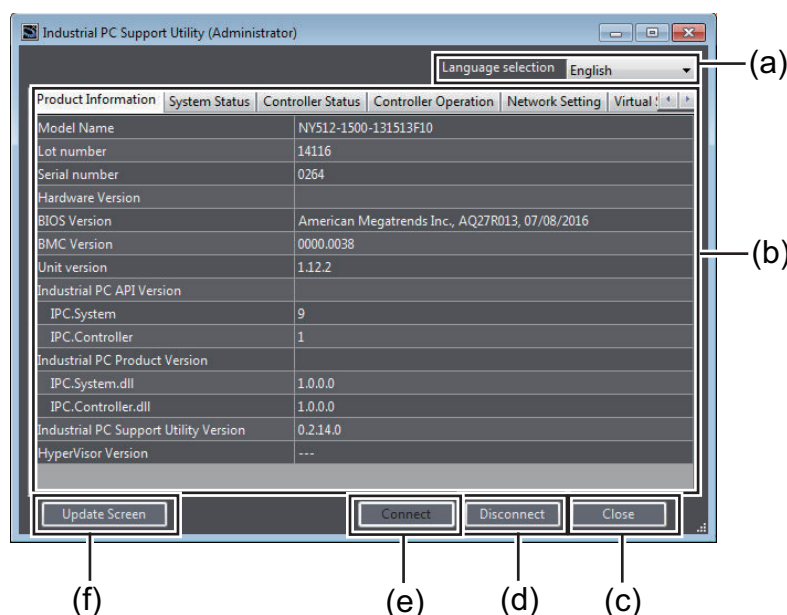 Industrial PC Support Utility (Administrator)
Language selection English (a)
Product Information System Status Controller Status Controller Operation Network Setting Virtual
Model Name NY512-1500-131513F10
Lot number 14116
Serial number 0264
Hardware Version
BIOS Version American Megatrends Inc., AQ27R013, 07/08/2016
BMC Version 0000.0038
(b)
Unit version 1.12.2
Industrial PC API Version
IPC.System 9
IPC.Controller 1
Industrial PC Product Version
IPC.System.dll 1.0.0.0
IPC.Controller.dll 1.0.0.0
Industrial PC Support Utility Version 0.2.14.0
HyperVisor Version ---
Update Screen Connect Disconnect Close
(f) (e) (d) (c)